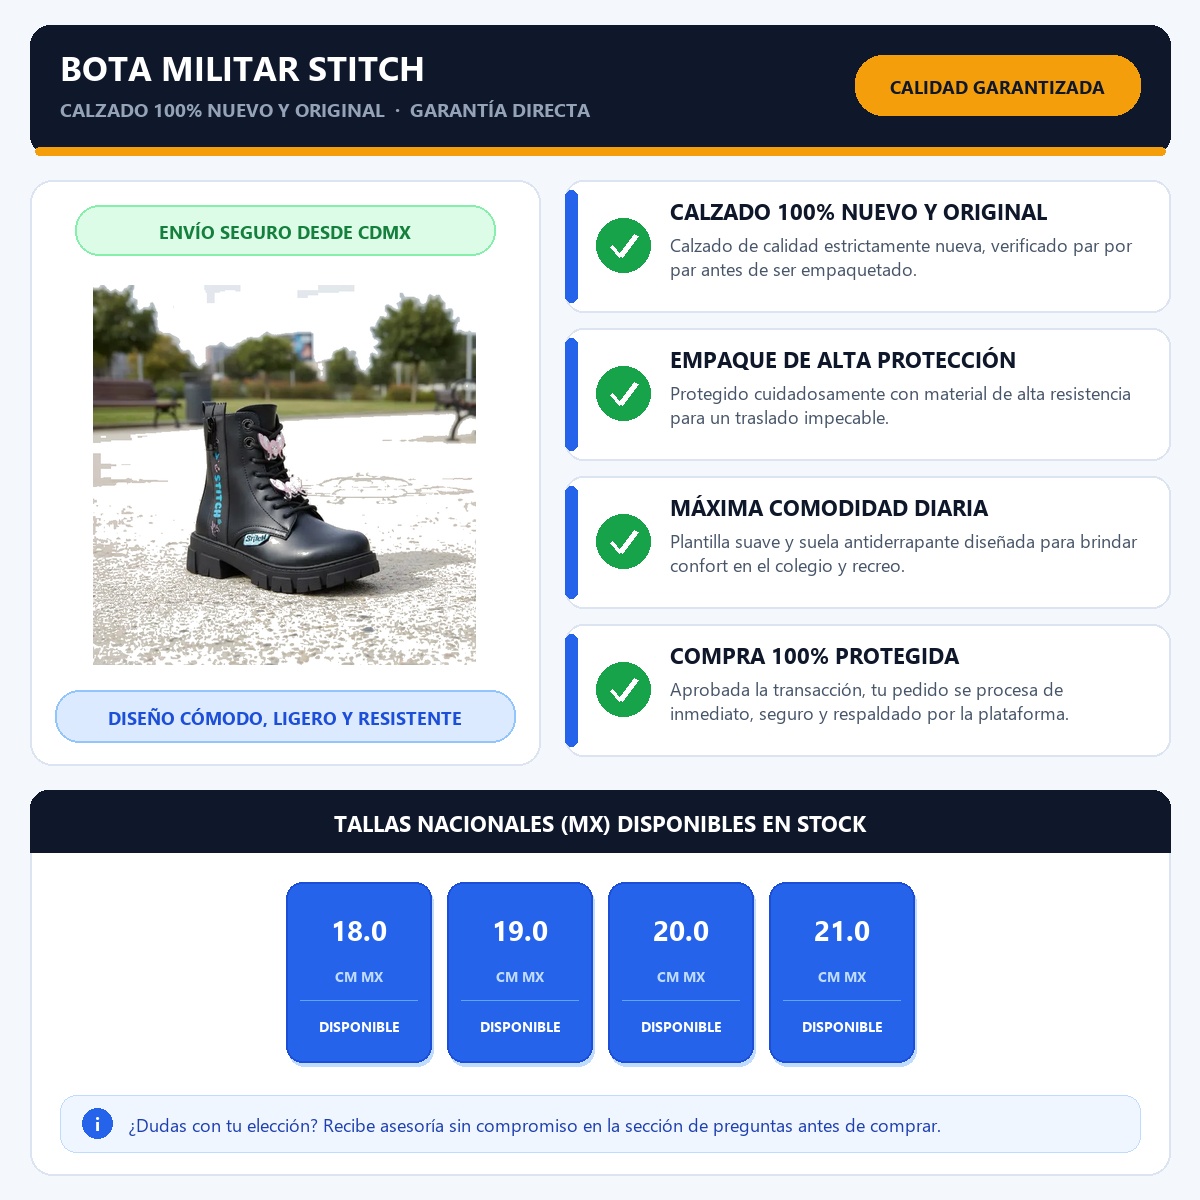 BOTA MILITAR STITCH
CALZADO 100% NUEVO Y ORIGINAL · GARANTÍA DIRECTA
CALIDAD GARANTIZADA
ENVÍO SEGURO DESDE CDMX
STITCH
Stitch
DISEÑO CÓMODO, LIGERO Y RESISTENTE
CALZADO 100% NUEVO Y ORIGINAL
Calzado de calidad estrictamente nueva, verificado par por
par antes de ser empaquetado.
EMPAQUE DE ALTA PROTECCIÓN
Protegido cuidadosamente con material de alta resistencia
para un traslado impecable.
MÁXIMA COMODIDAD DIARIA
Plantilla suave y suela antiderrapante diseñada para brindar
confort en el colegio y recreo.
COMPRA 100% PROTEGIDA
Aprobada la transacción, tu pedido se procesa de
inmediato, seguro y respaldado por la plataforma.
TALLAS NACIONALES (MX) DISPONIBLES EN STOCK
18.0
CM MX
DISPONIBLE
19.0
CM MX
DISPONIBLE
20.0
CM MX
DISPONIBLE
21.0
CM MX
DISPONIBLE
¿Dudas con tu elección? Recibe asesoría sin compromiso en la sección de preguntas antes de comprar.